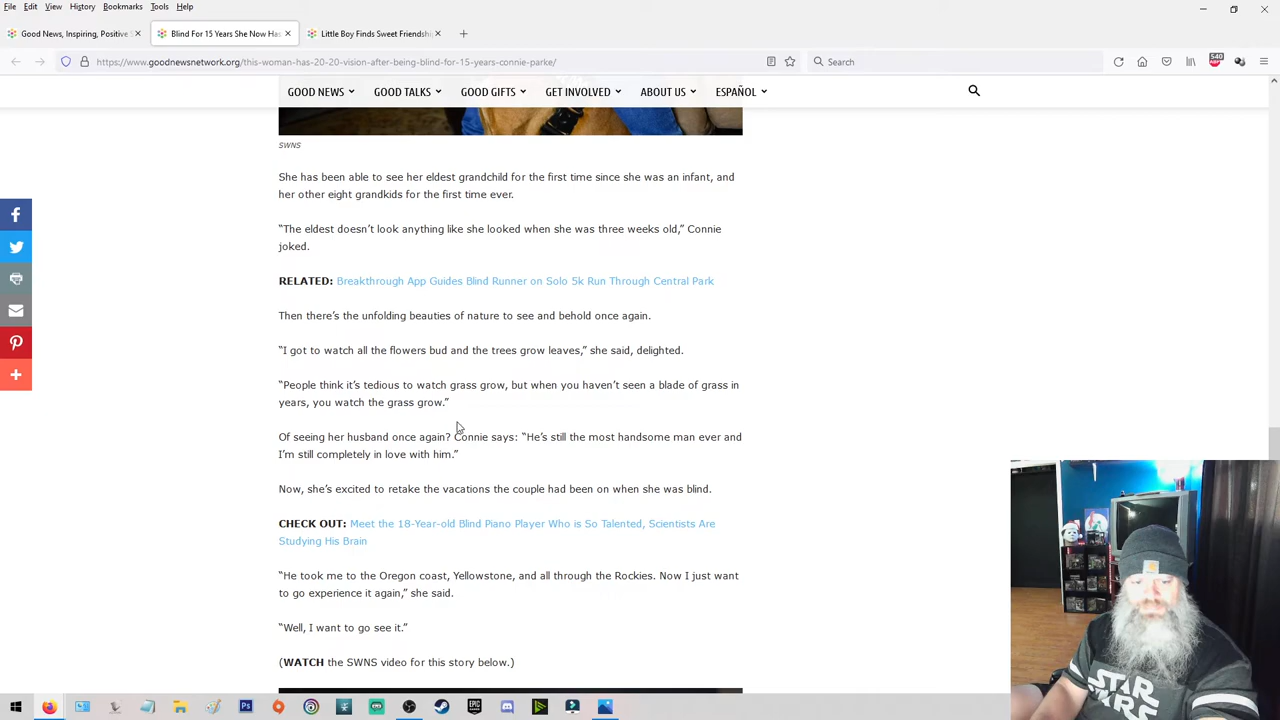 File Edit View History Bookmarks Tools Help
Good News, Inspiring, Positive S
Blind For 15 Years She Now Has
Little Boy Finds Sweet Friendship
https://www.goodnewsnetwork.org/this-woman-has-20-20-vision-after-being-blind-for-15-years-connie-parke/
Search
540
GOOD NEWS GOOD TALKS GOOD GIFTS GET INVOLVED ABOUT US ESPAÑOL
SWNS
She has been able to see her eldest grandchild for the first time since she was an infant, and
her other eight grandkids for the first time ever.
“The eldest doesn’t look anything like she looked when she was three weeks old,” Connie
joked.
RELATED: Breakthrough App Guides Blind Runner on Solo 5k Run Through Central Park
Then there’s the unfolding beauties of nature to see and behold once again.
“I got to watch all the flowers bud and the trees grow leaves,” she said, delighted.
“People think it’s tedious to watch grass grow, but when you haven’t seen a blade of grass in
years, you watch the grass grow.”
Of seeing her husband once again? Connie says: “He’s still the most handsome man ever and
I’m still completely in love with him.”
Now, she’s excited to retake the vacations the couple had been on when she was blind.
CHECK OUT: Meet the 18-Year-old Blind Piano Player Who is So Talented, Scientists Are
Studying His Brain
“He took me to the Oregon coast, Yellowstone, and all through the Rockies. Now I just want
to go experience it again,” she said.
“Well, I want to go see it.”
(WATCH the SWNS video for this story below.)
STAR
WARS